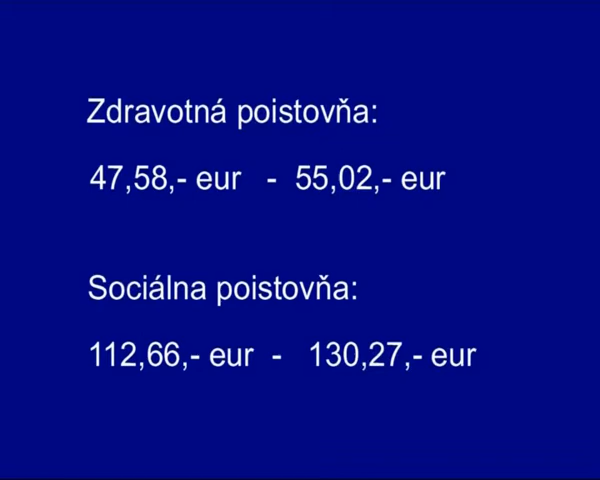 Zdravotná poistovňa:
47,58,- eur - 55,02,- eur
Sociálna poistovňa:
112,66,- eur - 130,27,- eur